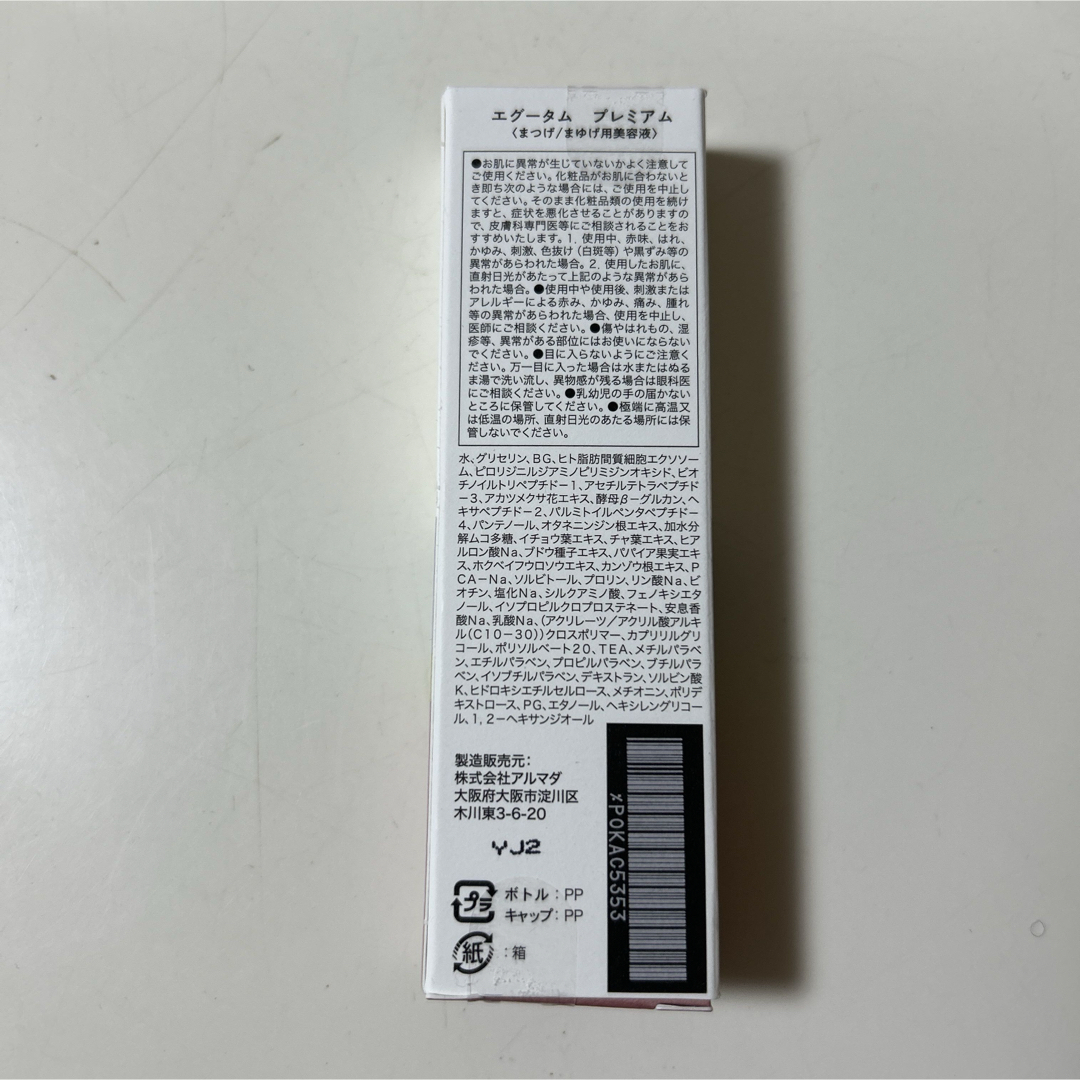 エグータム プレミアム
〈まつげ/まゆげ用美容液〉
●お肌に異常が生じていないかよく注意して
ご使用ください。化粧品がお肌に合わないと
き即ち次のような場合には、ご使用を中止し
てください。そのまま化粧品類の使用を続け
ますと、症状を悪化させることがありますの
で、皮膚科専門医等にご相談されることをお
すすめいたします。1. 使用中、赤味、はれ、
かゆみ、刺激、色抜け(白斑等)や黒ずみ等の
異常があらわれた場合。2. 使用したお肌に、
直射日光があたって上記のような異常があら
われた場合。●使用中や使用後、刺激または
アレルギーによる赤み、かゆみ、痛み、腫れ
等の異常があらわれた場合、使用を中止し、
医師にご相談ください。●傷やはれもの、湿
疹等、異常がある部位にはお使いにならない
でください。●目に入らないようにご注意く
ださい。万一目に入った場合は水またはぬる
ま湯で洗い流し、異物感が残る場合は眼科医
にご相談ください。●乳幼児の手の届かない
ところに保管してください。●極端に高温又
は低温の場所、直射日光のあたる場所には保
管しないでください。
水、グリセリン、BG、ヒト脂肪間質細胞エクソソー
ム、ピロリジニルジアミノピリミジンオキシド、ビオ
チノイルトリペプチド-1、アセチルテトラペプチド
-3、アカツメクサ花エキス、酵母β-グルカン、ヘ
キサペプチド-2、パルミトイルペンタペプチド-
4、パンテノール、オタネニンジン根エキス、加水分
解ムコ多糖、イチョウ葉エキス、チャ葉エキス、ヒア
ルロン酸Na、ブドウ種子エキス、パパイア果実エキ
ス、ホクベイフウロソウエキス、カンゾウ根エキス、P
CA-Na、ソルビトール、プロリン、リン酸Na、ビ
オチン、塩化Na、シルクアミノ酸、フェノキシエタ
ノール、イソプロピルクロプロステネート、安息香
酸Na、乳酸Na、(アクリレーツ/アクリル酸アルキ
ル(C10-30))クロスポリマー、カプリリルグリ
コール、ポリソルベート20、TEA、メチルパラベ
ン、エチルパラベン、プロピルパラベン、ブチルパラ
ベン、イソブチルパラベン、デキストラン、ソルビン酸
K、ヒドロキシエチルセルロース、メチオニン、ポリデ
キストロース、PG、エタノール、ヘキシレングリコー
ル、1,2-ヘキサンジオール
製造販売元:
株式会社アルマダ
大阪府大阪市淀川区
木川東3-6-20
YJ2
プラ
ボトル:PP
キャップ:PP
紙
:箱
*POKAC5353